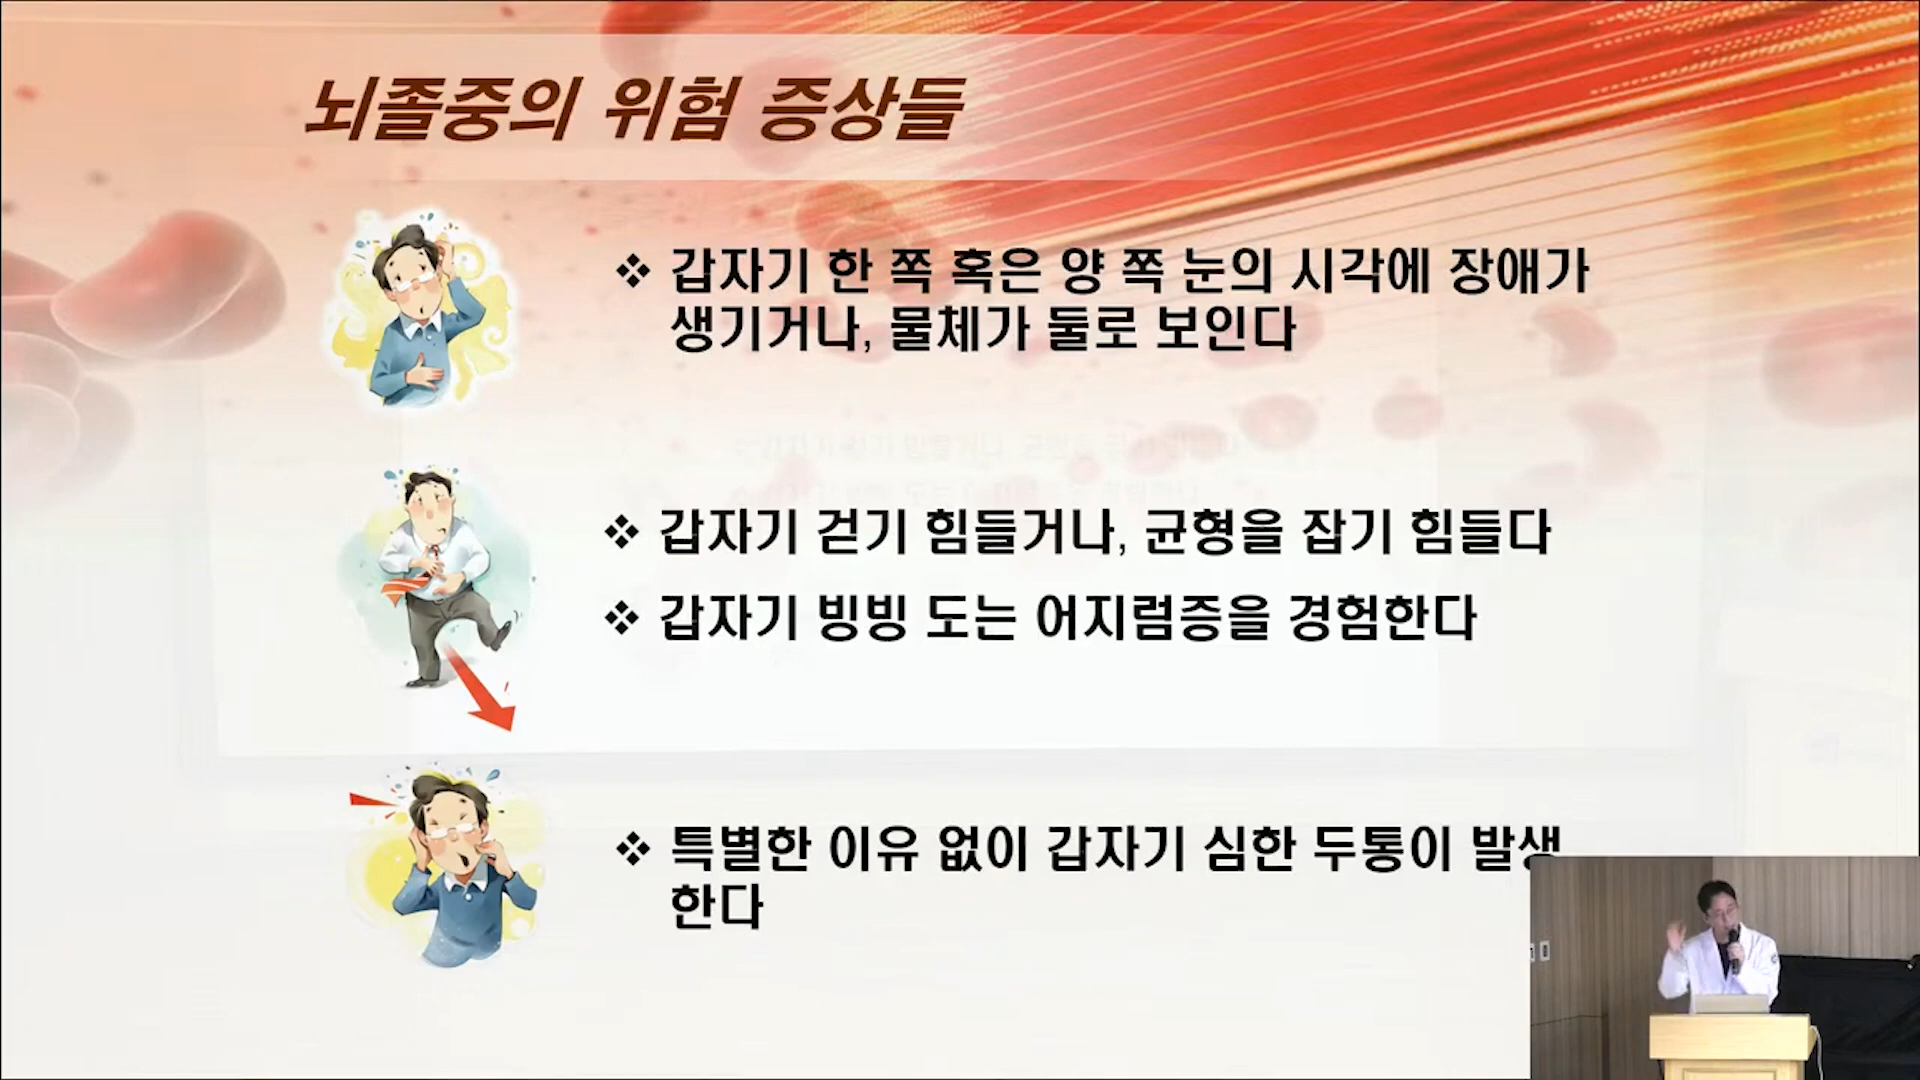 뇌졸중의 위험 증상들
❖ 갑자기 한 쪽 혹은 양 쪽 눈의 시각에 장애가
생기거나, 물체가 둘로 보인다
❖ 갑자기 걷기 힘들거나, 균형을 잡기 힘들다
❖ 갑자기 빙빙 도는 어지럼증을 경험한다
❖ 특별한 이유 없이 갑자기 심한 두통이 발생
한다